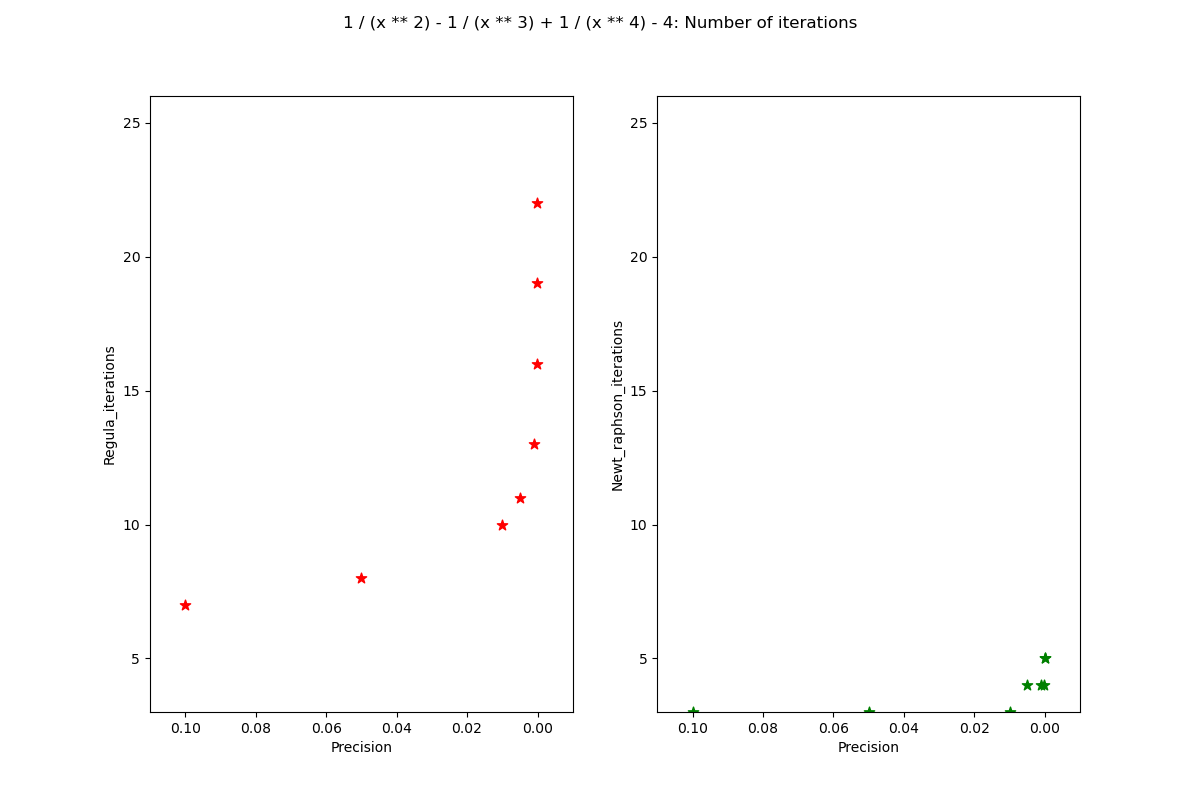 1 / (x ** 2) - 1 / (x ** 3) + 1 / (x ** 4) - 4: Number of iterations
Regula_iterations
25
20
15
10
5
0.10 0.08 0.06 0.04 0.02 0.00
Precision
Newt_raphson_iterations
25
20
15
10
5
0.10 0.08 0.06 0.04 0.02 0.00
Precision